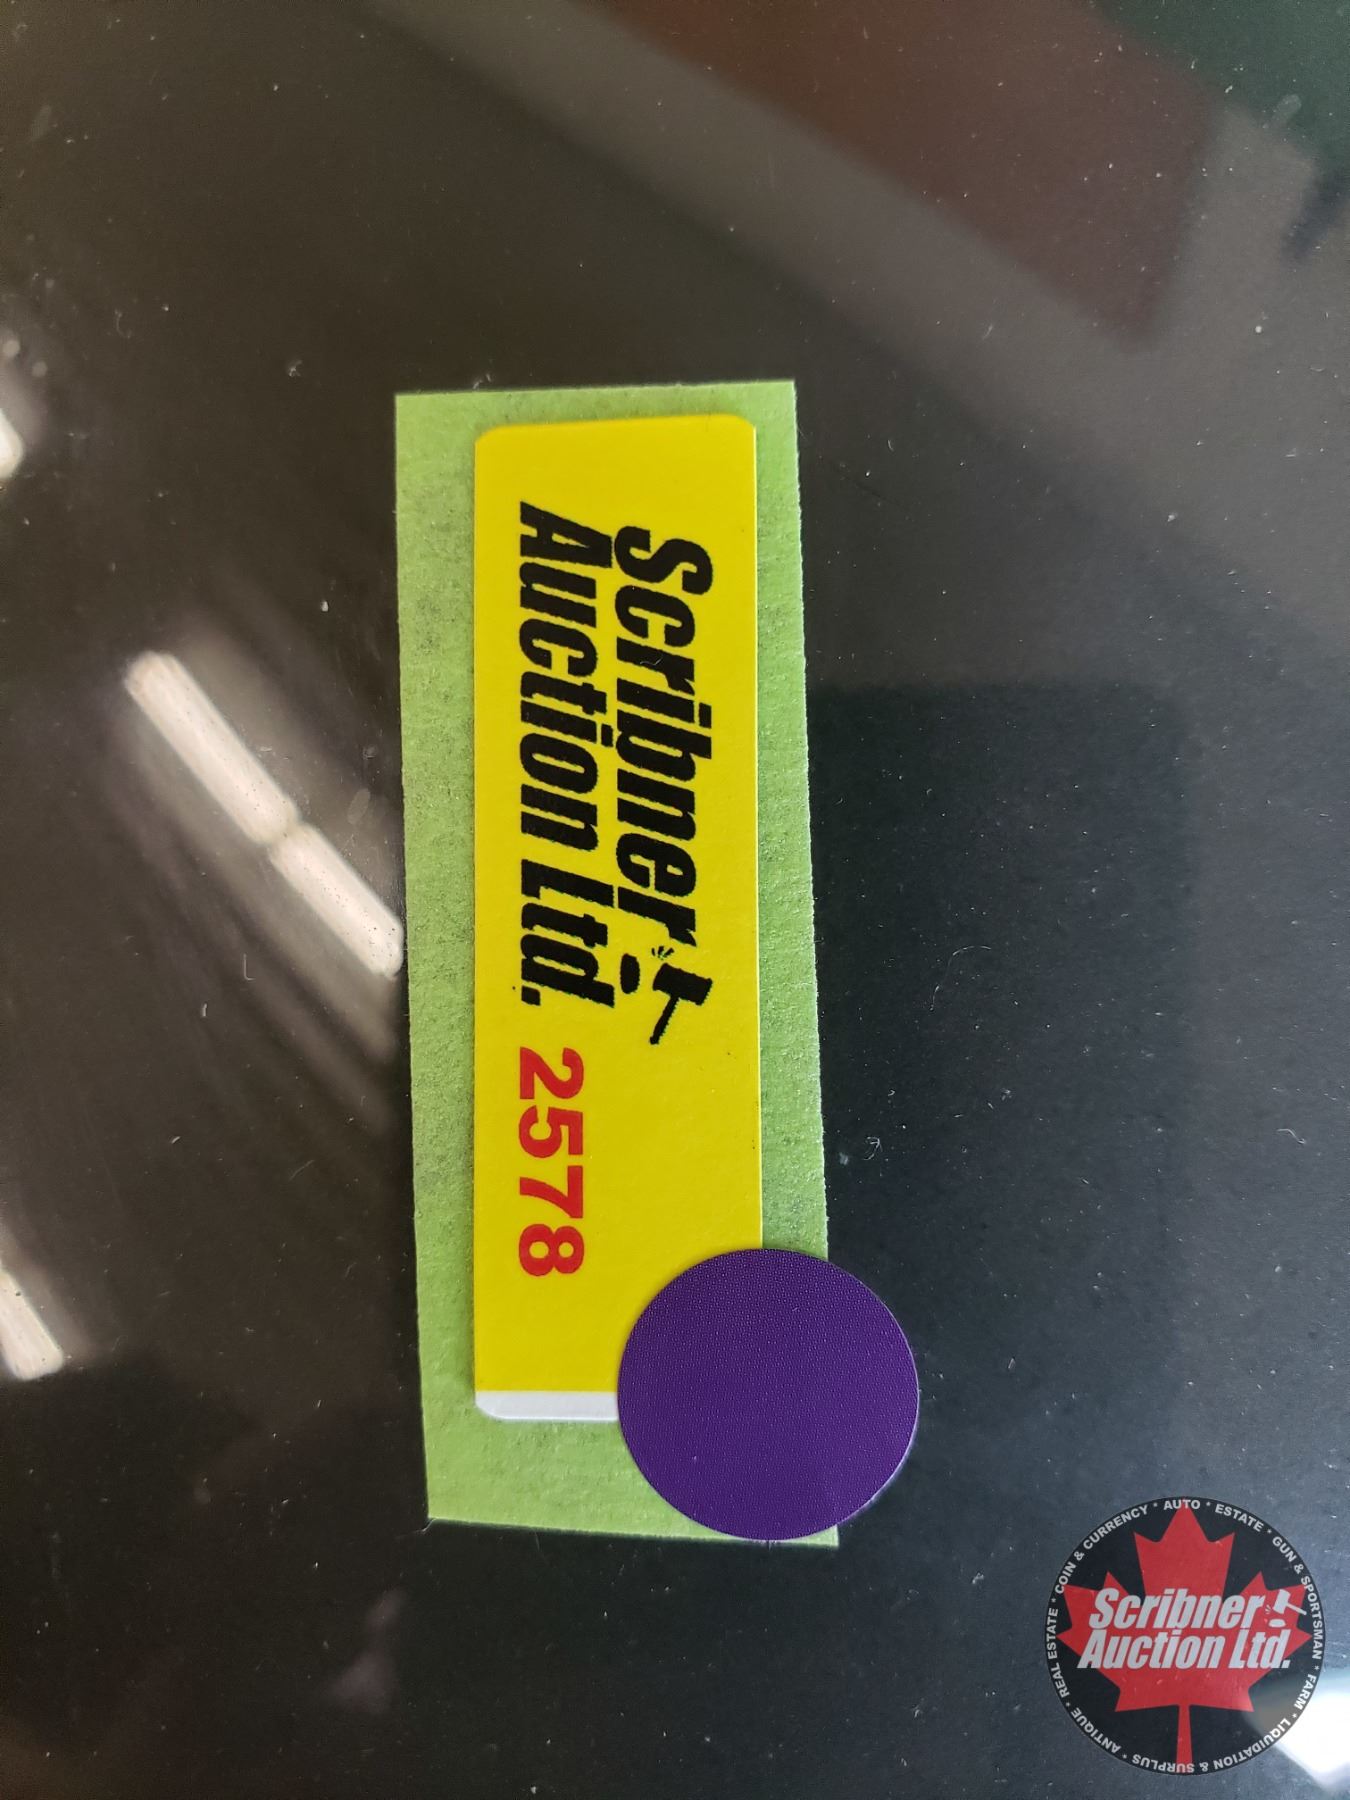 Scribner
Auction Ltd. 2578
COIN & CURRENCY * AUTO * ESTATE * GUN & SPORTSMAN * FARM * LIQUIDATION & SURPLUS * ANTIQUE * REAL ESTATE *
Scribner
Auction Ltd.